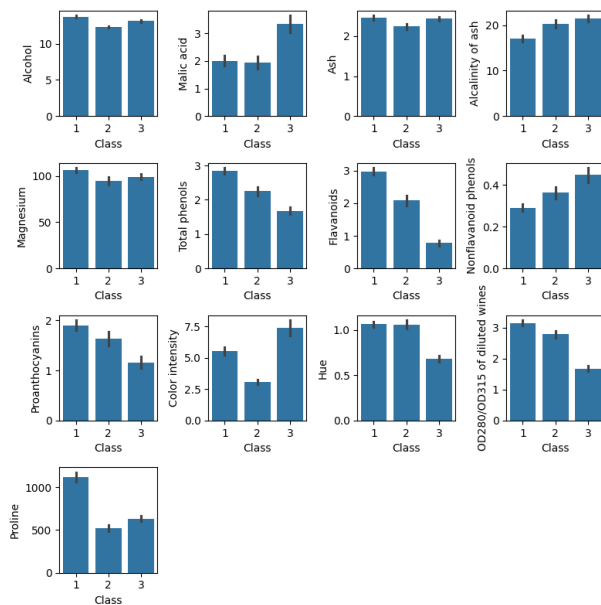 Alcohol
10
5
0
1 2 3
Class
Malic acid
3
2
1
0
1 2 3
Class
Ash
2
1
0
1 2 3
Class
Alcalinity of ash
20
10
0
1 2 3
Class
Magnesium
100
50
0
1 2 3
Class
Total phenols
3
2
1
0
1 2 3
Class
Flavanoids
3
2
1
0
1 2 3
Class
Nonflavanoid phenols
0.4
0.2
0.0
1 2 3
Class
Proanthocyanins
2
1
0
1 2 3
Class
Color intensity
7.5
5.0
2.5
0.0
1 2 3
Class
Hue
1.0
0.5
0.0
1 2 3
Class
OD280/OD315 of diluted wines
3
2
1
0
1 2 3
Class
Proline
1000
500
0
1 2 3
Class